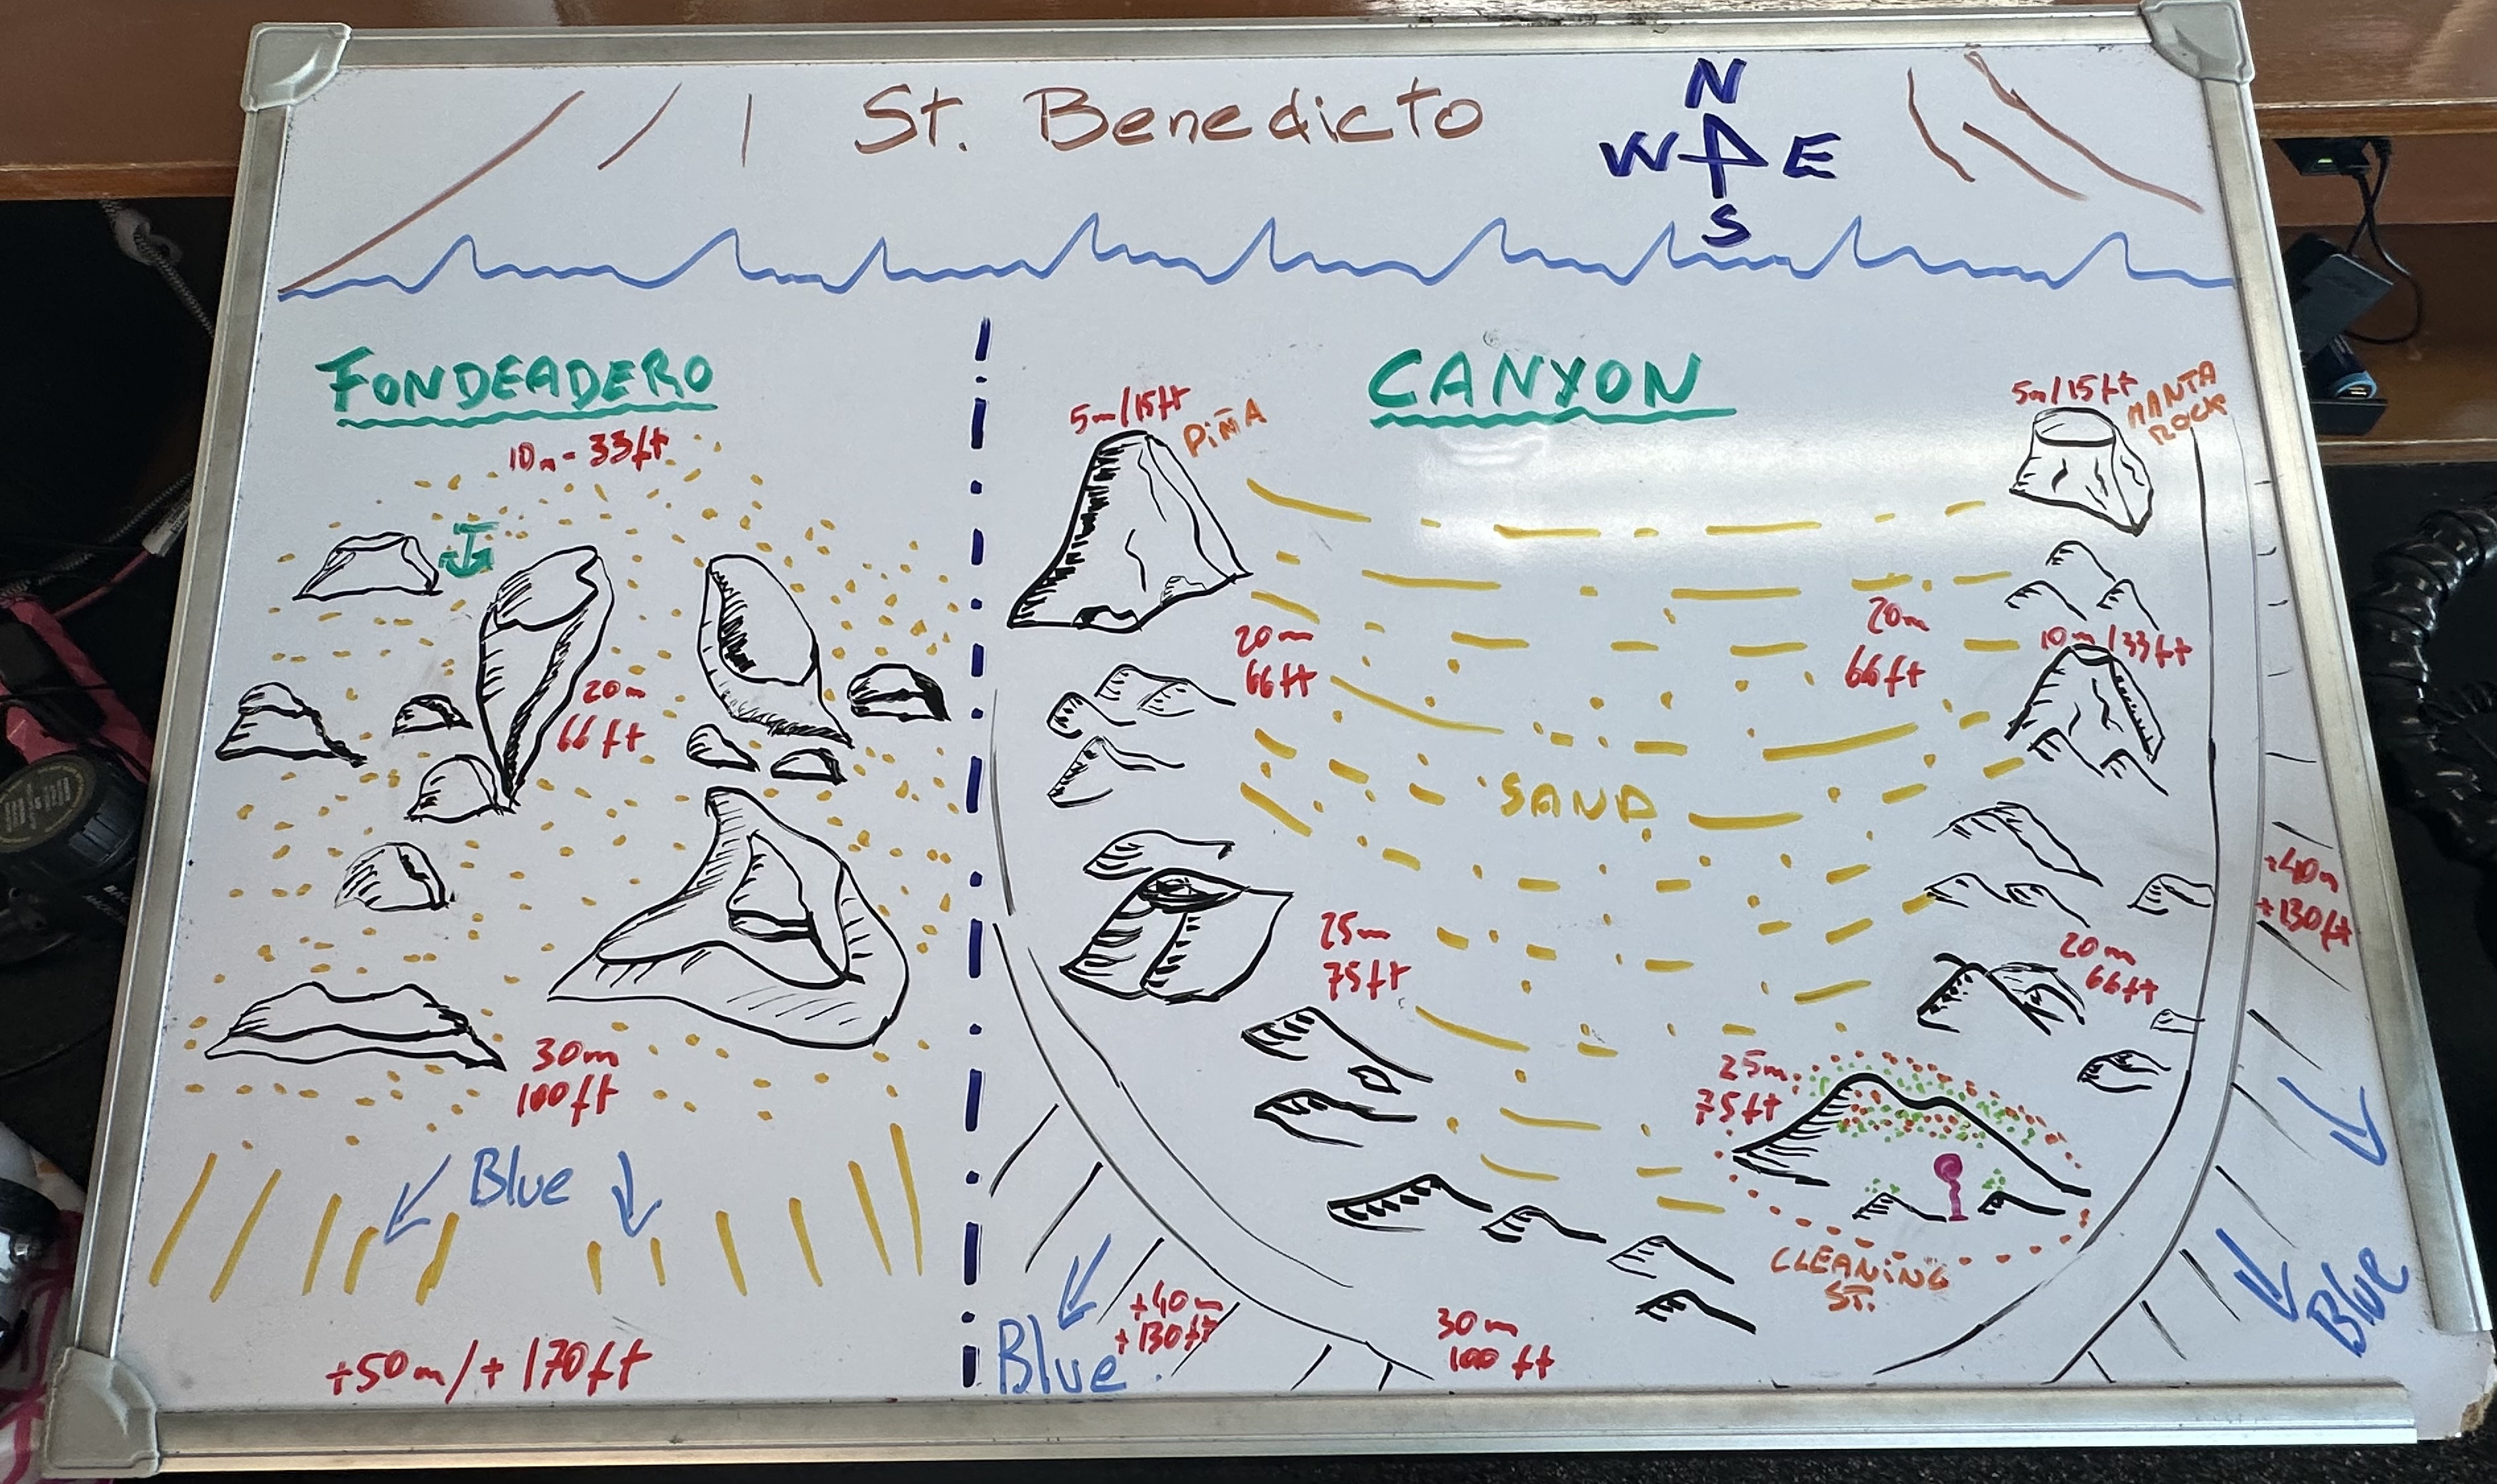 St. Benedicto
N
W E
S
FONDEADERO
10m - 33ft
20m
66ft
30m
100ft
Blue
+50m/+170ft
CANYON
5m/15ft
PIÑA
5m/15ft
MANTA
ROCK
20m
66ft
20m
66ft
10m/33ft
SAND
+40m
+130ft
25m
75ft
20m
66ft
25m
75ft
CLEANING
ST.
+40m
+130ft
Blue
30m
100ft
Blue